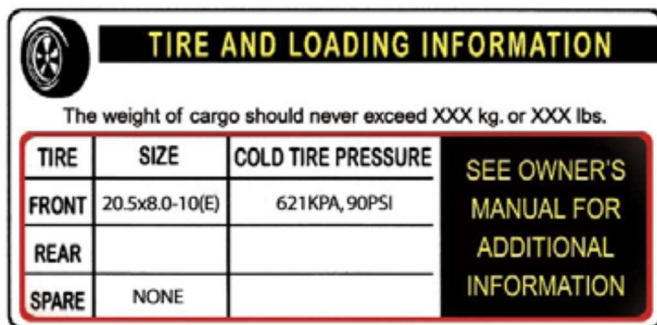 TIRE AND LOADING INFORMATION
The weight of cargo should never exceed XXX kg. or XXX lbs.
TIRE SIZE COLD TIRE PRESSURE
FRONT 20.5x8.0-10(E) 621KPA, 90PSI
REAR
SPARE NONE
SEE OWNER'S
MANUAL FOR
ADDITIONAL
INFORMATION